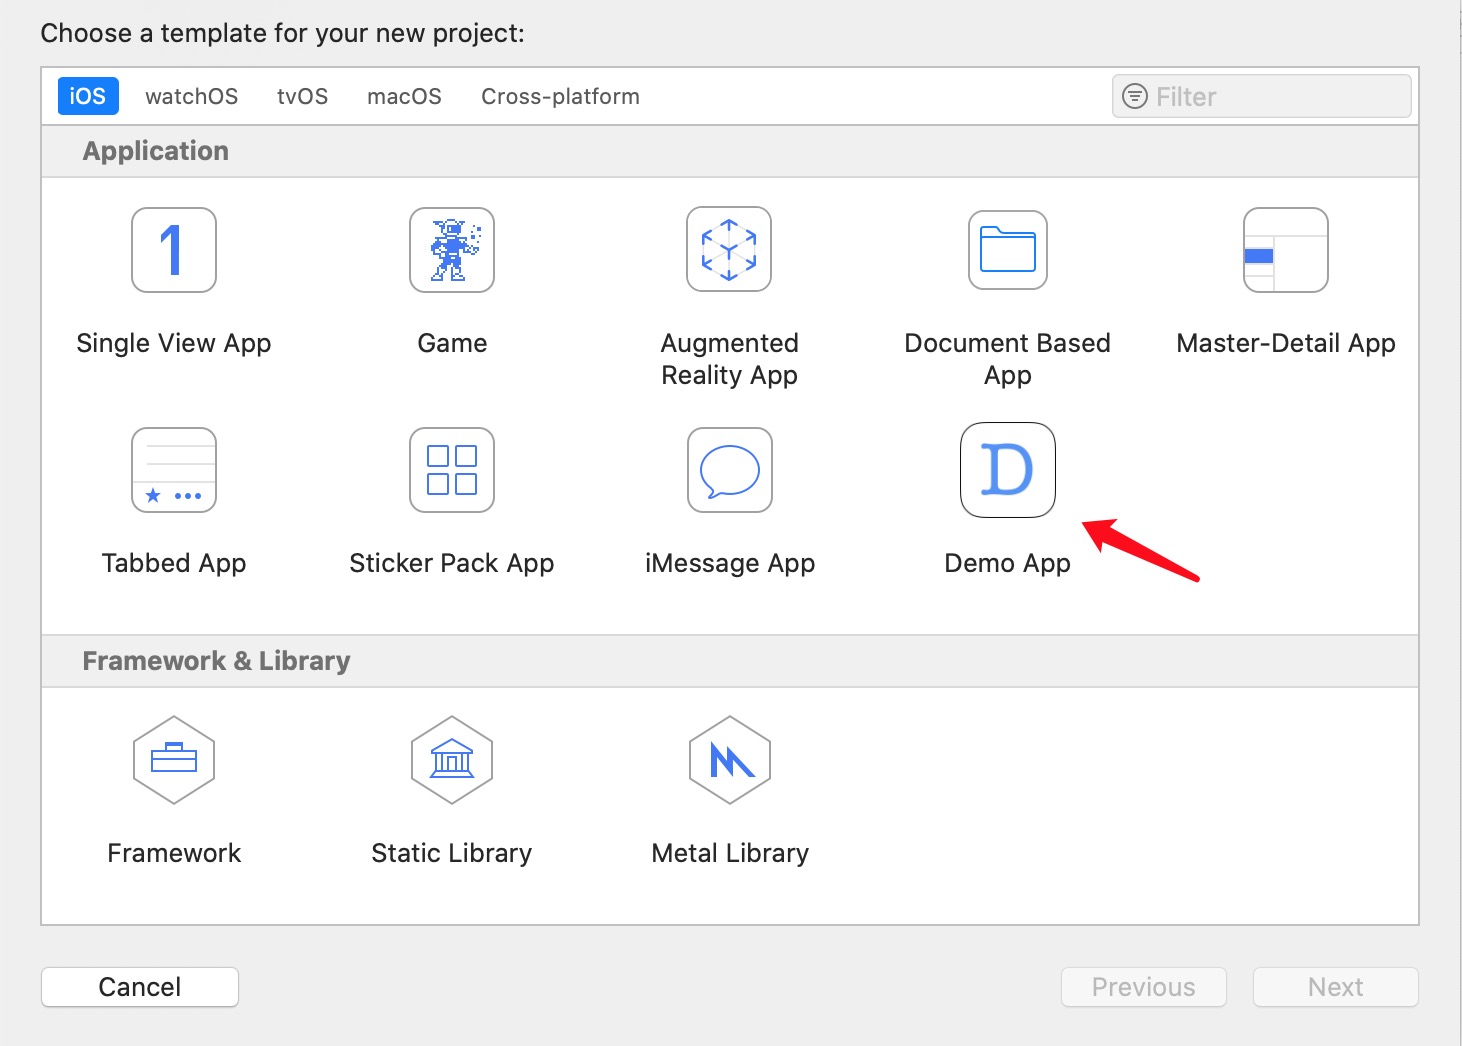 Choose a template for your new project:
iOS watchOS tvOS macOS Cross-platform Filter
Application
1
Single View App Game Augmented Reality App Document Based App Master-Detail App
D
Tabbed App Sticker Pack App iMessage App Demo App
Framework & Library
Framework Static Library Metal Library
Cancel Previous Next